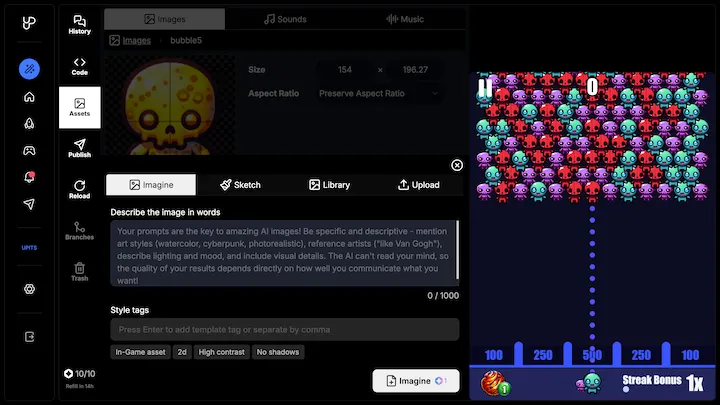 History
Code
Assets
Publish
Reload
Branches
Trash
UPITS
10/10
Refill in 14h
Images
Sounds
Music
Images
bubble5
Size
154
×
196.27
Aspect Ratio
Preserve Aspect Ratio
Imagine
Sketch
Library
Upload
Describe the image in words
Your prompts are the key to amazing AI images! Be specific and descriptive - mention
art styles (watercolor, cyberpunk, photorealistic), reference artists ("like Van Gogh"),
describe lighting and mood, and include visual details. The AI can't read your mind, so
the quality of your results depends directly on how well you communicate what you
want!
0 / 1000
Style tags
Press Enter to add template tag or separate by comma
In-Game asset
2d
High contrast
No shadows
Imagine
1
0
100
250
500
250
100
1
Streak Bonus
1x